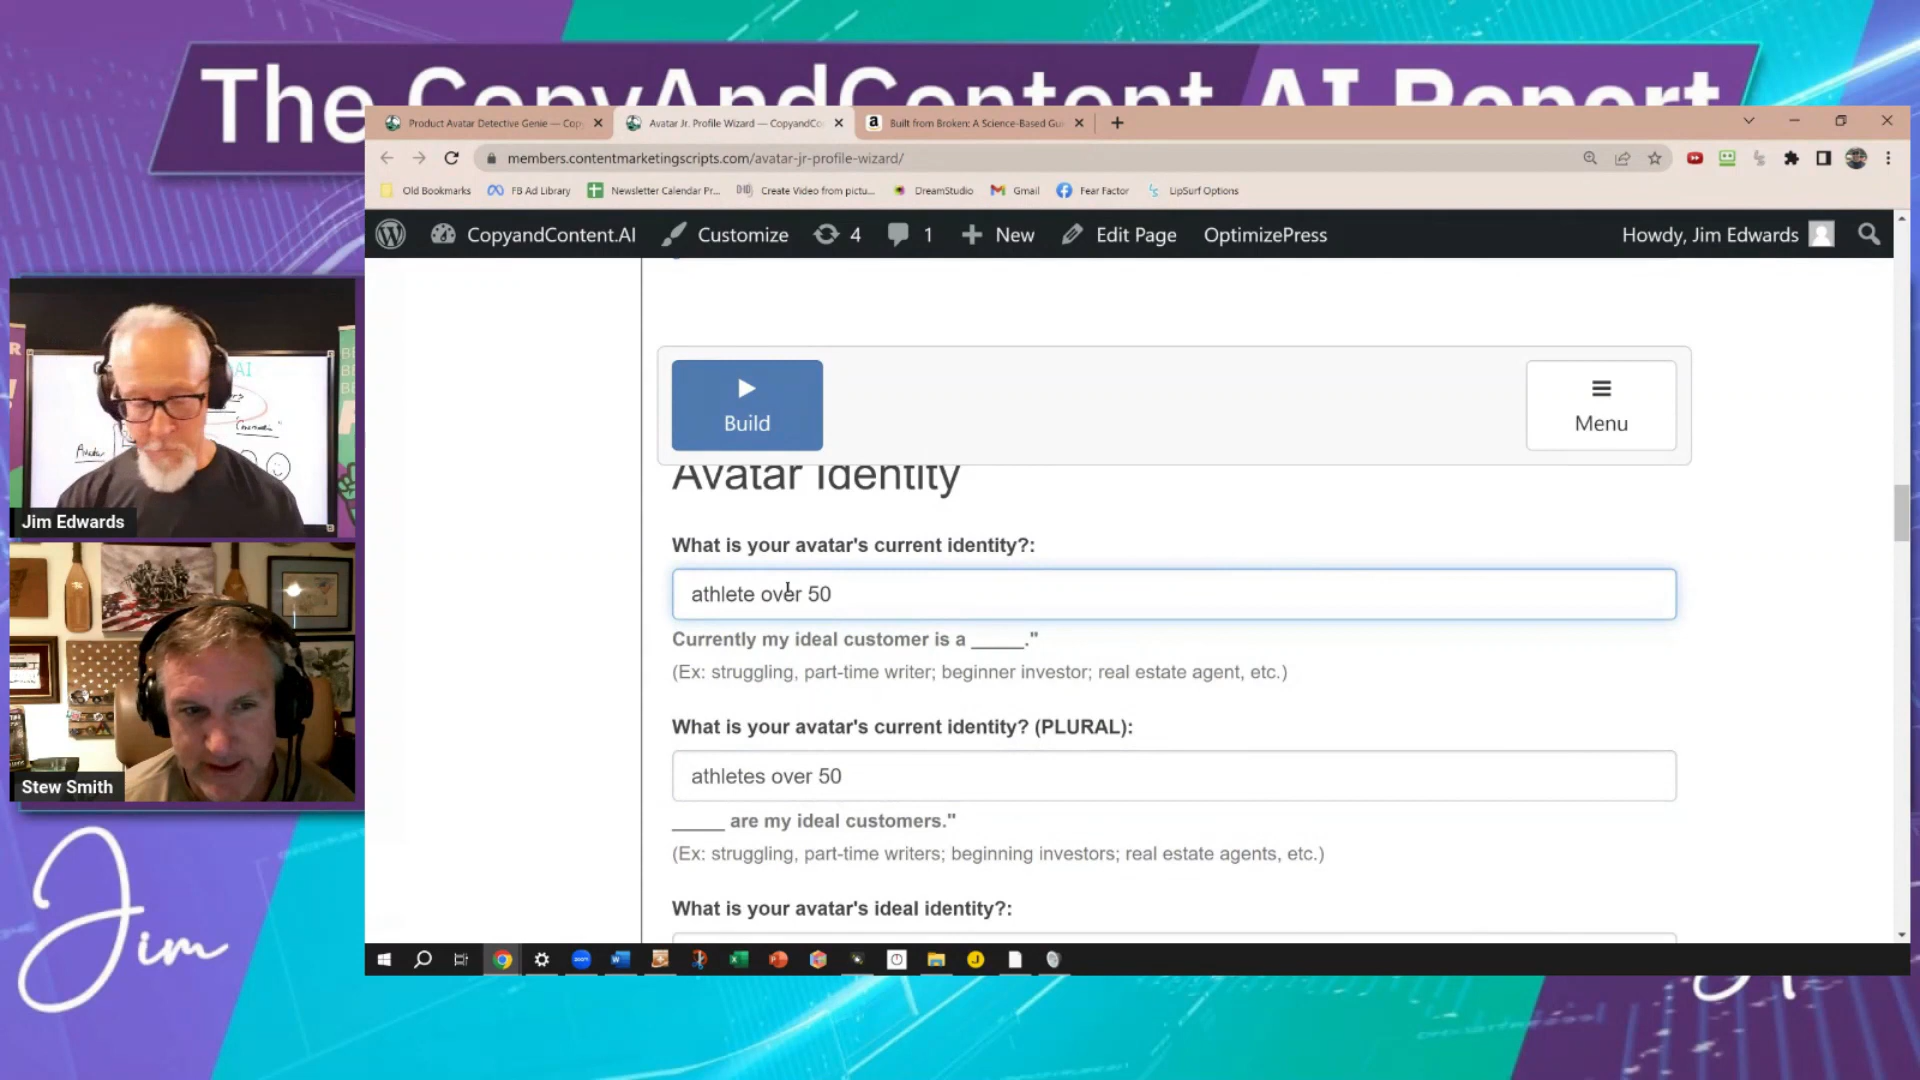 The CopyAndContent AI Report
Product Avatar Detective Genie — Cop
Avatar Jr. Profile Wizard — CopyandCo
Built from Broken: A Science-Based Gu
members.contentmarketingscripts.com/avatar-jr-profile-wizard/
Old Bookmarks
FB Ad Library
Newsletter Calendar Pr...
Create Video from pictu...
DreamStudio
Gmail
Fear Factor
LipSurf Options
CopyandContent.AI
Customize
4
1
New
Edit Page
OptimizePress
Howdy, Jim Edwards
Build
Menu
Avatar Identity
What is your avatar's current identity?:
athlete over 50
Currently my ideal customer is a _____."
(Ex: struggling, part-time writer; beginner investor; real estate agent, etc.)
What is your avatar's current identity? (PLURAL):
athletes over 50
_____ are my ideal customers."
(Ex: struggling, part-time writers; beginning investors; real estate agents, etc.)
What is your avatar's ideal identity?:
AI
Avatar
Jim Edwards
Stew Smith
Jim
zoom